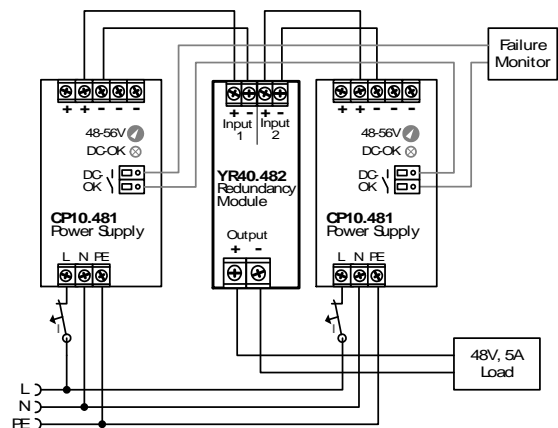 Failure
Monitor
+ + - - -
48-56V
DC-OK
DC-
OK
CP10.481
Power Supply
L N PE
I
+ - + -
Input
1
Input
2
YR40.482
Redundancy
Module
Output
+ -
+ + - - -
48-56V
DC-OK
DC-
OK
CP10.481
Power Supply
L N PE
I
48V, 5A
Load
L
N
PE